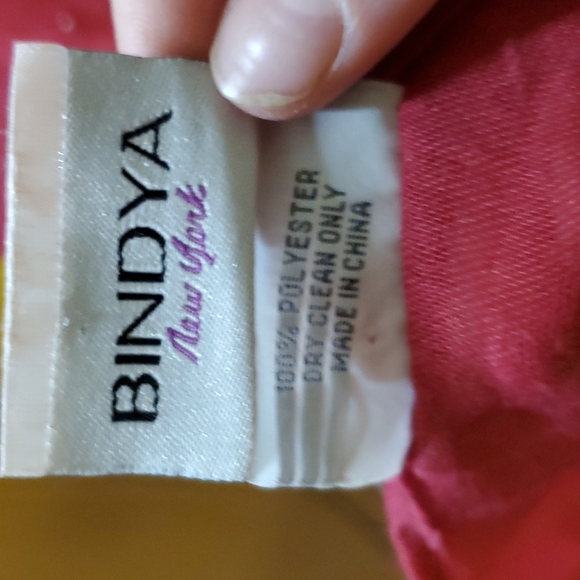 BINDYA
New York
100% POLYESTER
DRY CLEAN ONLY
MADE IN CHINA